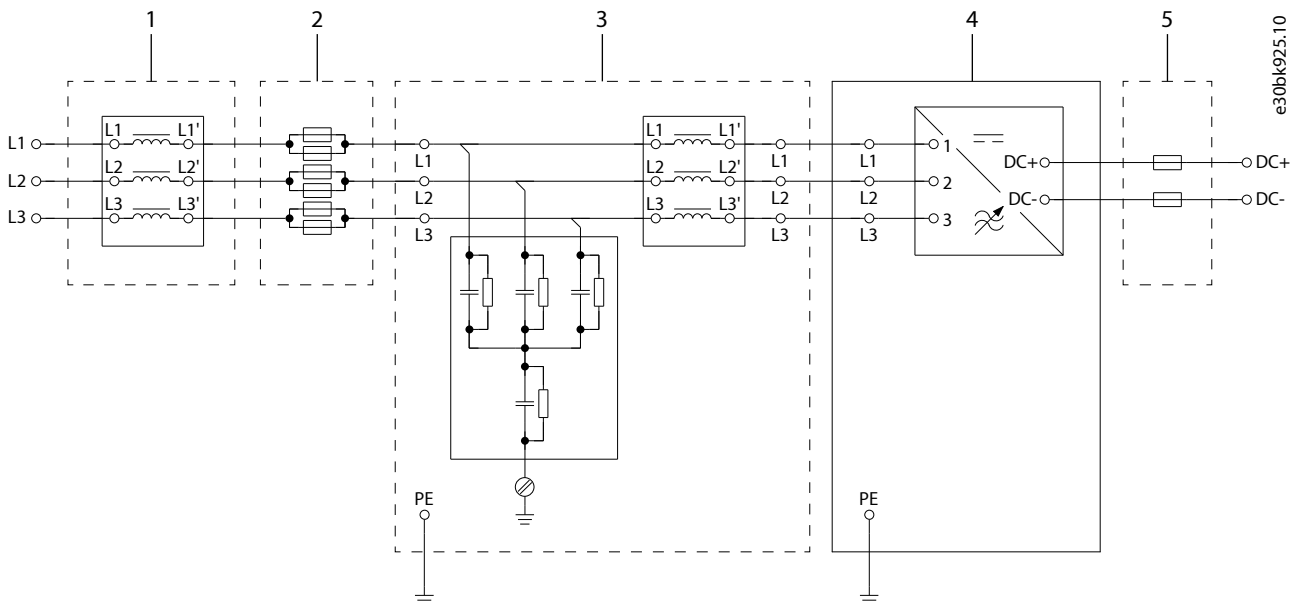 1 2 3 4 5
e30bk925.10
L1 L1 L1' L1 L1' 1
L2 L2 L2' L1 L2 L2' L1 L1 2 DC+ DC+
L3 L3 L3' L2 L3 L3' L2 L2 3 DC- DC-
L3 L3 L3
PE PE